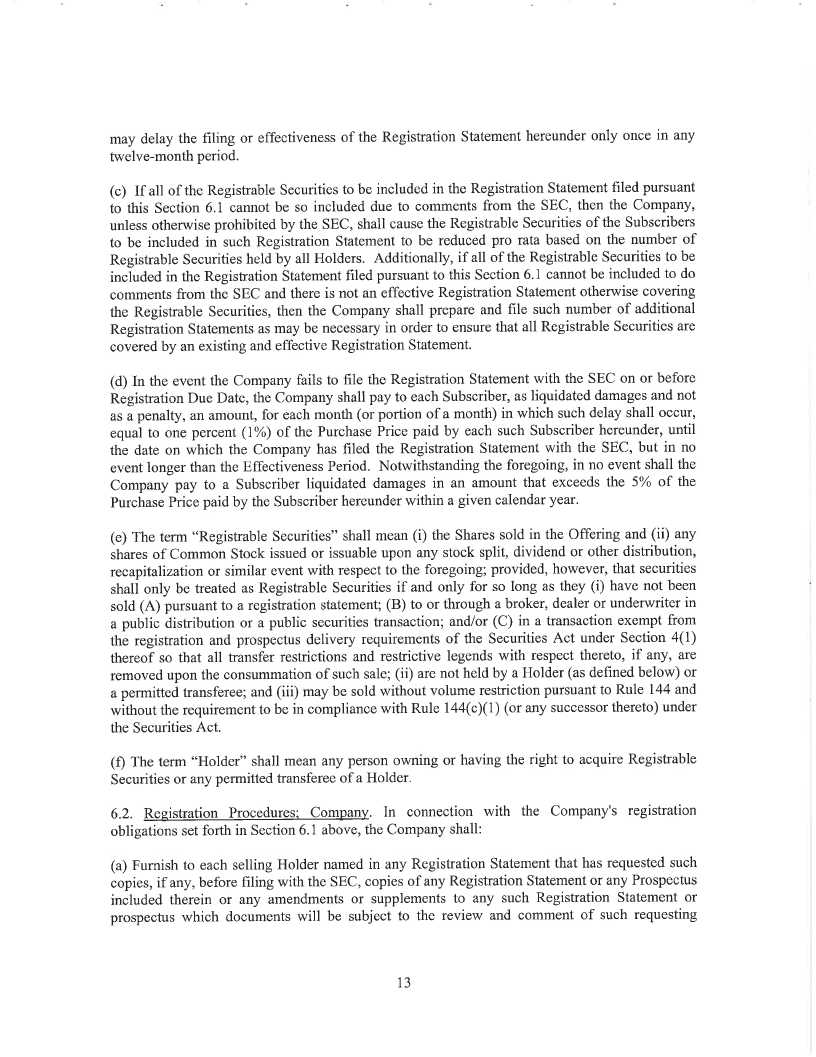 may delay the filing or effectiveness of the Registration Statement hereunder only once in any
twelve-month period.
(c) If all of the Registrable Securities to be included in the Registration Statement filed pursuant
to this Section 6.1 cannot be so included due to comments from the SEC, then the Company,
unless otherwise prohibited by the SEC, shall cause the Registrable Securities of the Subscribers
to be included in such Registration Statement to be reduced pro rata based on the number of
Registrable Securities held by all Holders. Additionally, if all of the Registrable Securities to be
included in the Registration Statement filed pursuant to this Section 6.1 cannot be included to do
comments from the SEC and there is not an effective Registration Statement otherwise covering
the Registrable Securities, then the Company shall prepare and file such number of additional
Registration Statements as may be necessary in order to ensure that all Registrable Securities are
covered by an existing and effective Registration Statement.
(d) In the event the Company fails to file the Registration Statement with the SEC on or before
Registration Due Date, the Company shall pay to each Subscriber, as liquidated damages and not
as a penalty, an amount, for each month (or portion of a month) in which such delay shall occur,
equal to one percent (1%) of the Purchase Price paid by each such Subscriber hereunder, until
the date on which the Company has filed the Registration Statement with the SEC, but in no
event longer than the Effectiveness Period. Notwithstanding the foregoing, in no event shall the
Company pay to a Subscriber liquidated damages in an amount that exceeds the 5% of the
Purchase Price paid by the Subscriber hereunder within a given calendar year.
(e) The term “Registrable Securities” shall mean (i) the Shares sold in the Offering and (ii) any
shares of Common Stock issued or issuable upon any stock split, dividend or other distribution,
recapitalization or similar event with respect to the foregoing; provided, however, that securities
shall only be treated as Registrable Securities if and only for so long as they (i) have not been
sold (A) pursuant to a registration statement; (B) to or through a broker, dealer or underwriter in
a public distribution or a public securities transaction; and/or (C) in a transaction exempt from
the registration and prospectus delivery requirements of the Securities Act under Section 4(1)
thereof so that all transfer restrictions and restrictive legends with respect thereto, if any, are
removed upon the consummation of such sale; (ii) are not held by a Holder (as defined below) or
a permitted transferee; and (iii) may be sold without volume restriction pursuant to Rule 144 and
without the requirement to be in compliance with Rule 144(c)(1) (or any successor thereto) under
the Securities Act.
(f) The term “Holder” shall mean any person owning or having the right to acquire Registrable
Securities or any permitted transferee of a Holder.
6.2. Registration Procedures; Company. In connection with the Company's registration
obligations set forth in Section 6.1 above, the Company shall:
(a) Furnish to each selling Holder named in any Registration Statement that has requested such
copies, if any, before filing with the SEC, copies of any Registration Statement or any Prospectus
included therein or any amendments or supplements to any such Registration Statement or
prospectus which documents will be subject to the review and comment of such requesting
13